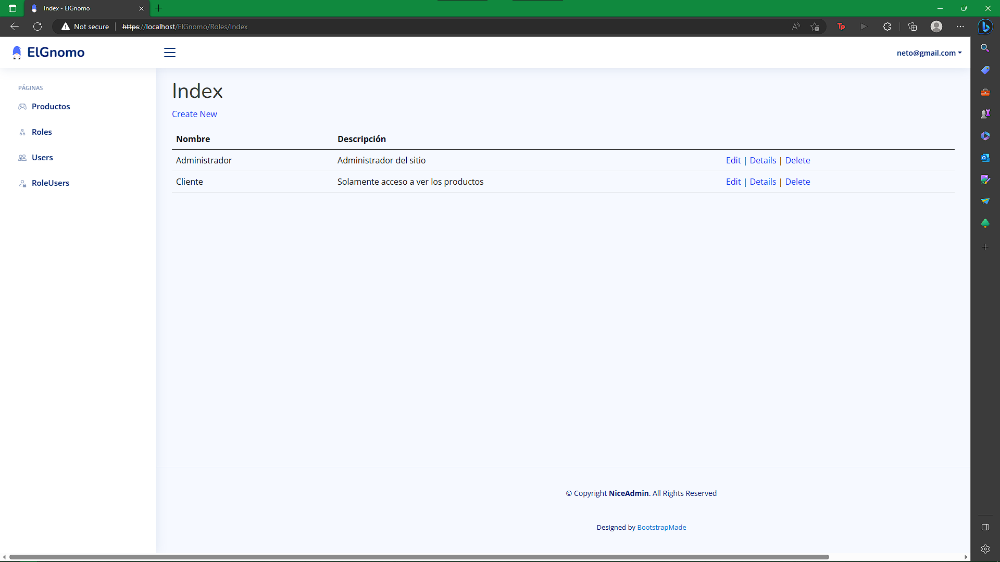 Index - ElGnomo
Not secure
https://localhost/ElGnomo/Roles/Index
ElGnomo
neto@gmail.com
PÁGINAS
Productos
Roles
Users
RoleUsers
Index
Create New
Nombre Descripción
Administrador Administrador del sitio Edit | Details | Delete
Cliente Solamente acceso a ver los productos Edit | Details | Delete
© Copyright NiceAdmin. All Rights Reserved
Designed by BootstrapMade